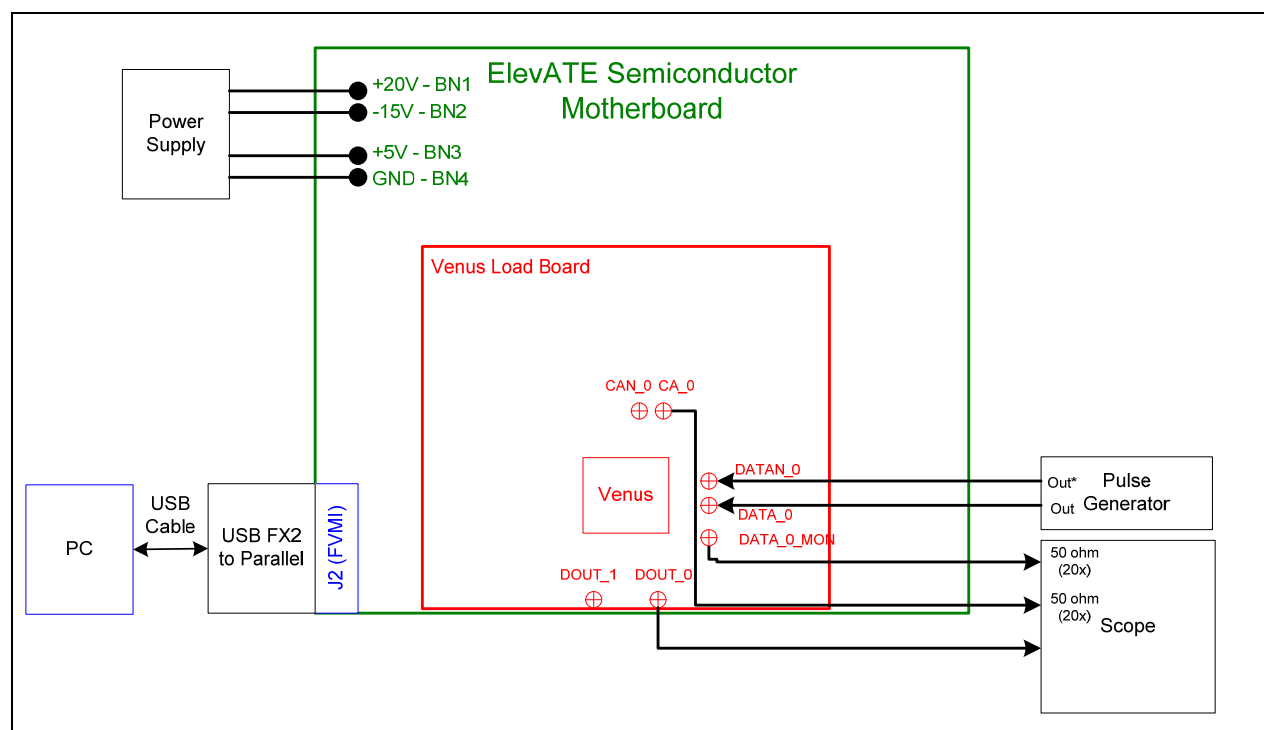 ElevATE Semiconductor
Motherboard
Power
Supply
+20V - BN1
-15V - BN2
+5V - BN3
GND - BN4
Venus Load Board
CAN_0 CA_0
Venus
DATAN_0
DATA_0
DATA_0_MON
DOUT_1 DOUT_0
PC
USB
Cable
USB FX2
to Parallel
J2 (FVMI)
Out*
Out
Pulse
Generator
50 ohm
(20x)
50 ohm
(20x)
Scope